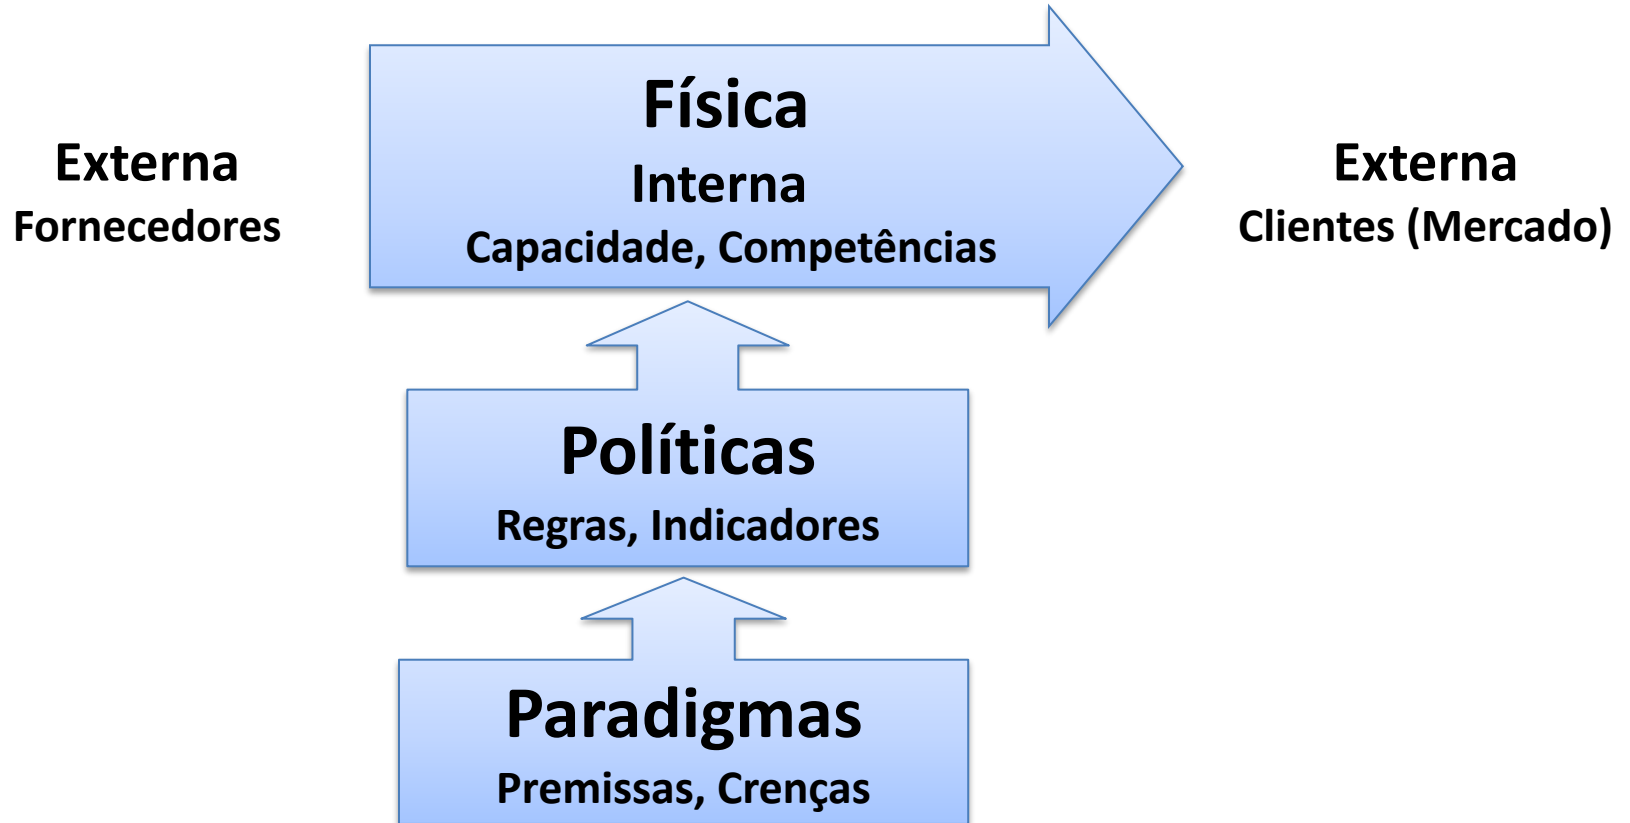 Externa
Fornecedores
Física
Interna
Capacidade, Competências
Externa
Clientes (Mercado)
Políticas
Regras, Indicadores
Paradigmas
Premissas, Crenças